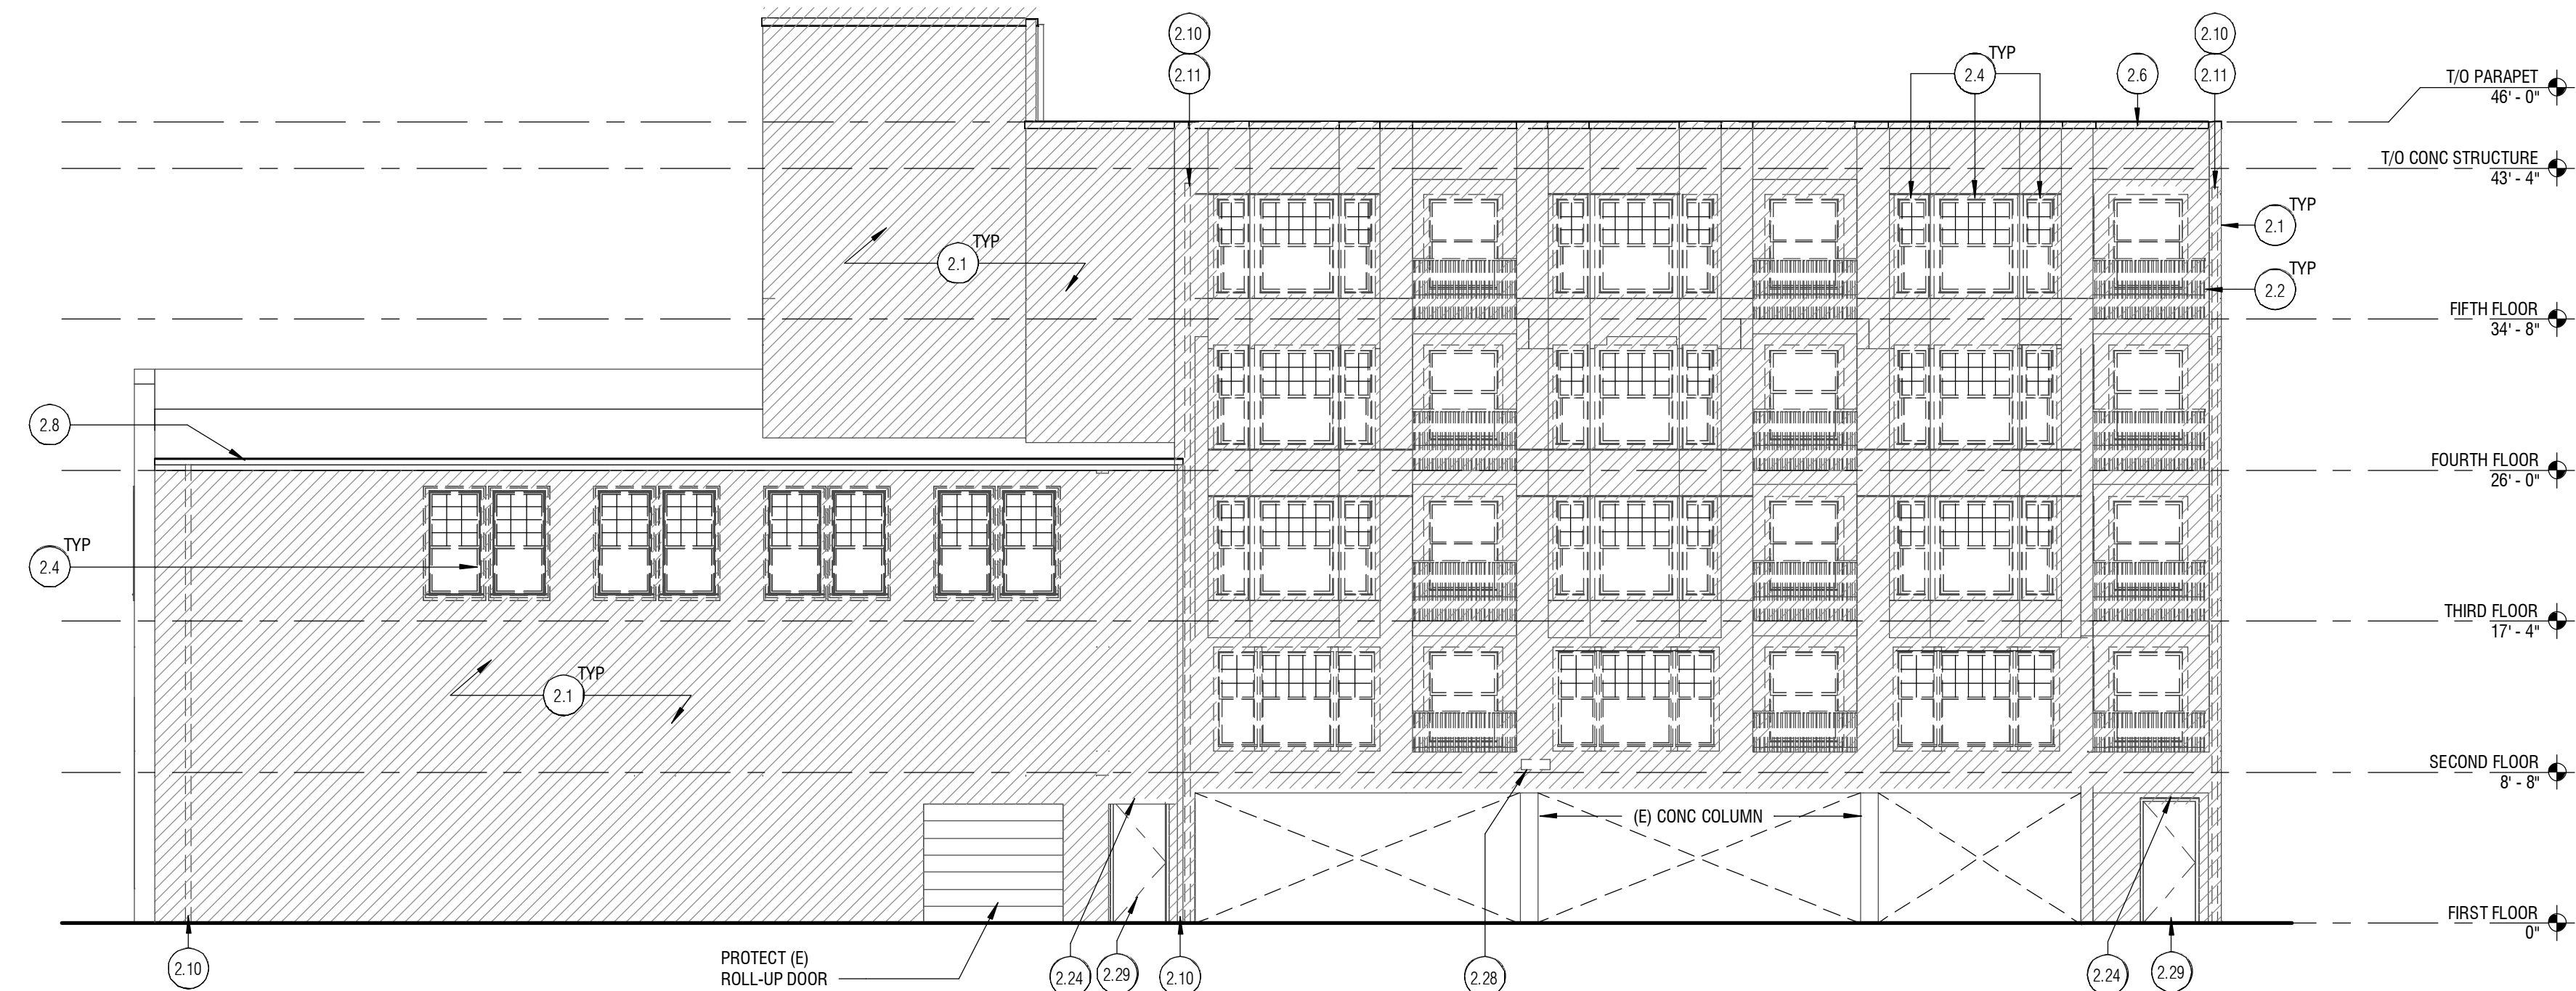 2.10
2.11
TYP
2.4
2.6
2.10
2.11
T/O PARAPET
46' - 0"
T/O CONC STRUCTURE
43' - 4"
TYP
2.1
TYP
2.1
TYP
2.2
FIFTH FLOOR
34' - 8"
2.8
FOURTH FLOOR
26' - 0"
TYP
2.4
THIRD FLOOR
17' - 4"
TYP
2.1
SECOND FLOOR
8' - 8"
(E) CONC COLUMN
FIRST FLOOR
0"
2.10
PROTECT (E)
ROLL-UP DOOR
2.24
2.29
2.10
2.28
2.24
2.29